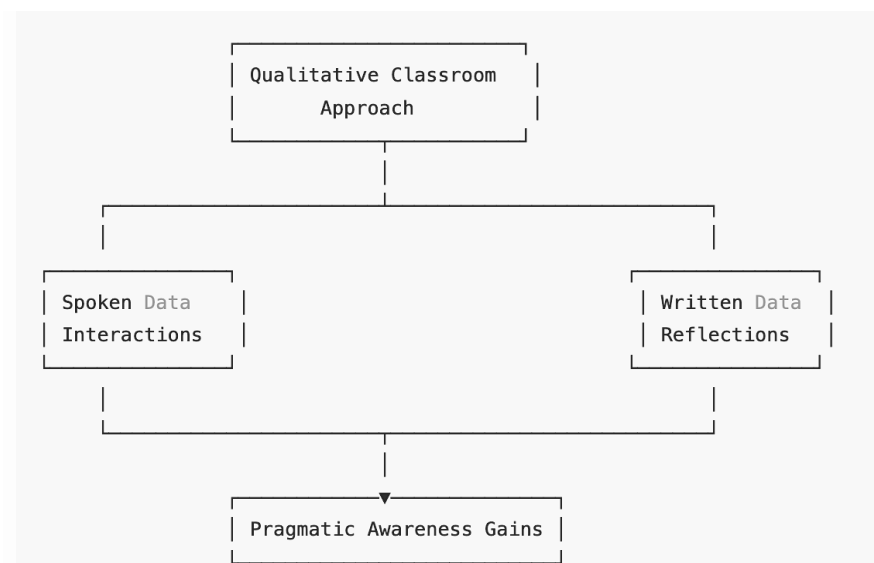 Qualitative Classroom
Approach
Spoken Data
Interactions
Written Data
Reflections
Pragmatic Awareness Gains